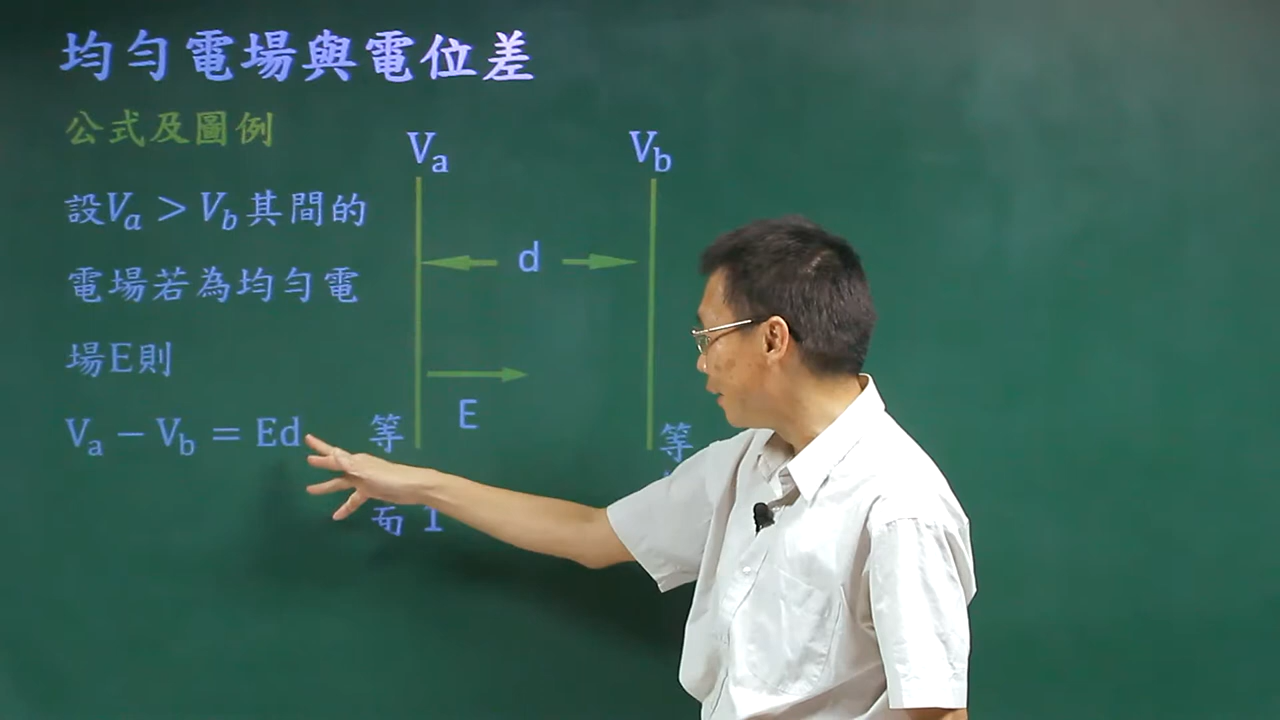 均勻電場與電位差
公式及圖例
Va
Vb
設Va > Vb其間的
電場若為均勻電
場E則
Va − Vb = Ed
d
E
等
1
等